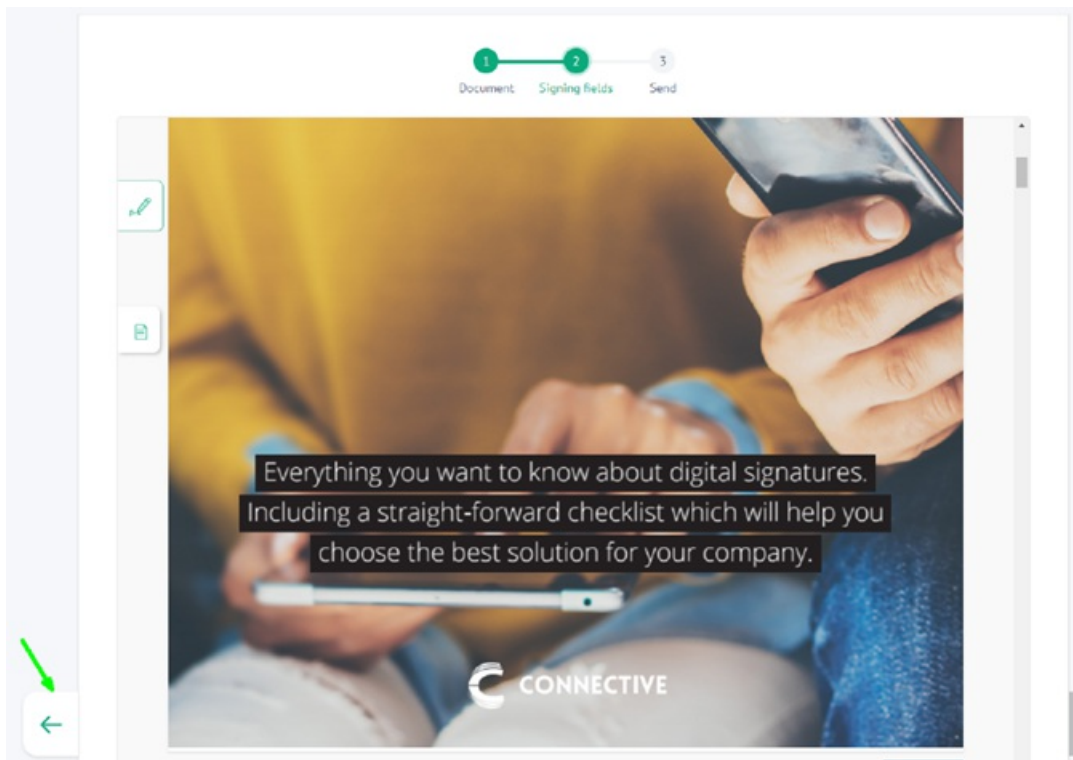 1 2 3
Document Signing fields Send
Everything you want to know about digital signatures.
Including a straight-forward checklist which will help you
choose the best solution for your company.
CONNECTIVE